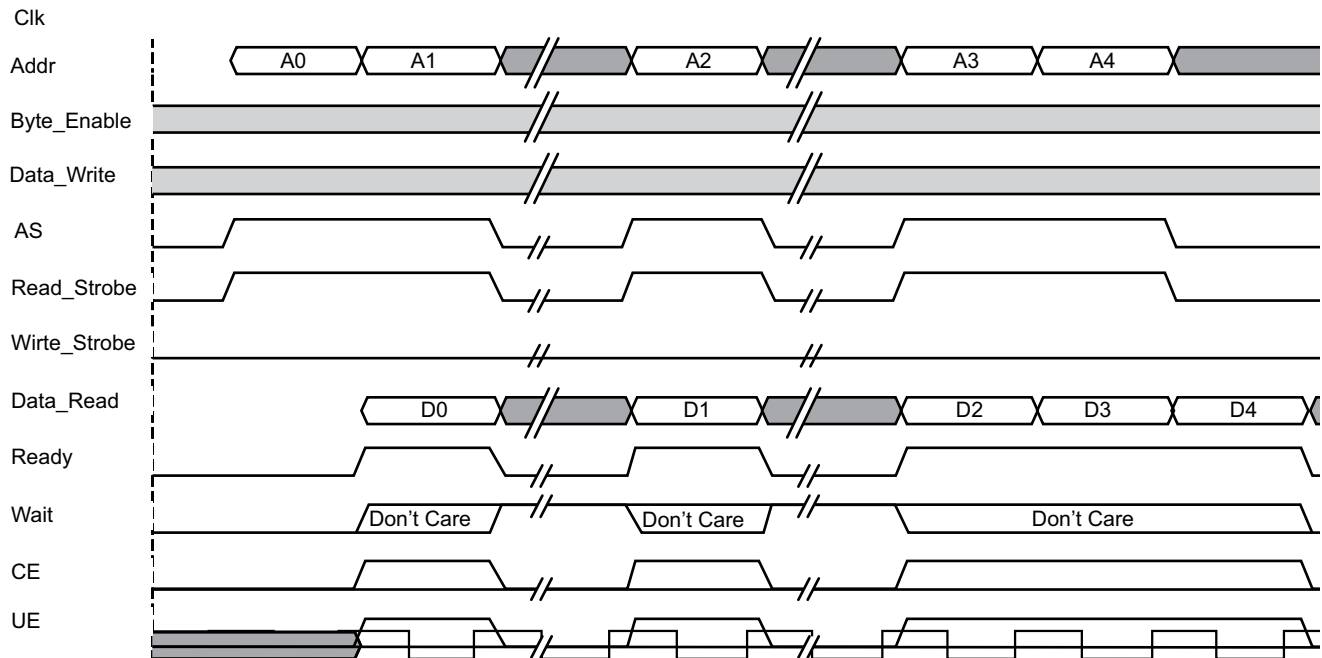 Clk
Addr A0 A1 A2 A3 A4
Byte_Enable
Data_Write
AS
Read_Strobe
Wirte_Strobe
Data_Read D0 D1 D2 D3 D4
Ready
Wait Don't Care Don't Care Don't Care
CE
UE